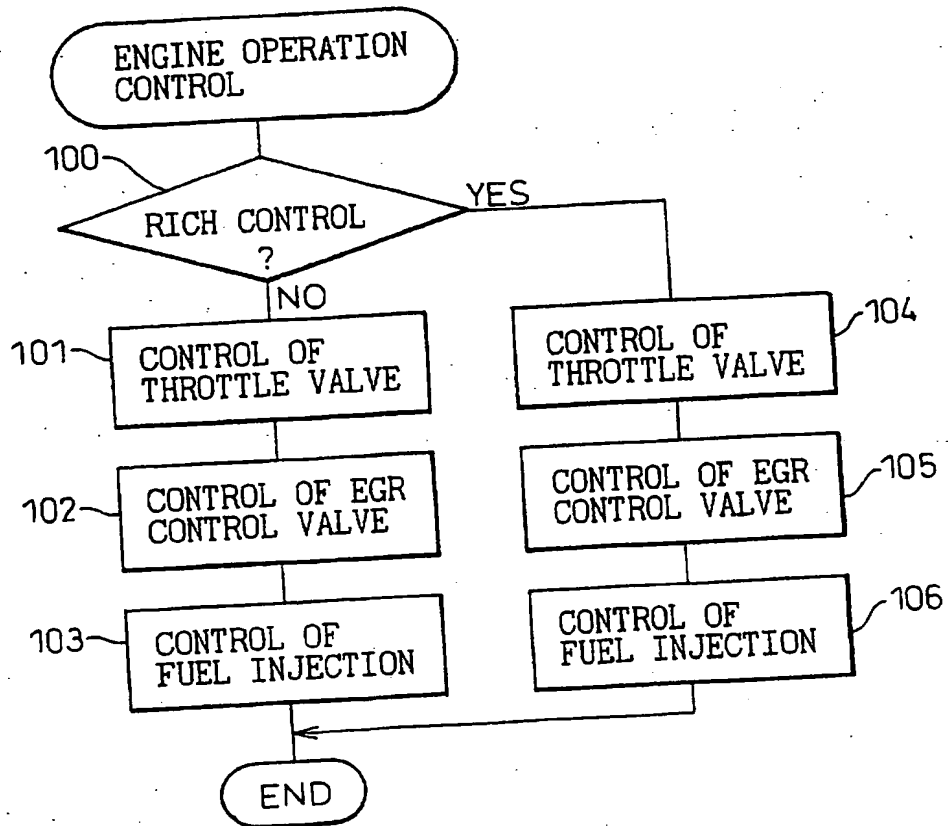 ENGINE OPERATION
CONTROL
100
RICH CONTROL
?
YES
NO
101
CONTROL OF
THROTTLE VALVE
102
CONTROL OF EGR
CONTROL VALVE
103
CONTROL OF
FUEL INJECTION
104
CONTROL OF
THROTTLE VALVE
105
CONTROL OF EGR
CONTROL VALVE
106
CONTROL OF
FUEL INJECTION
END